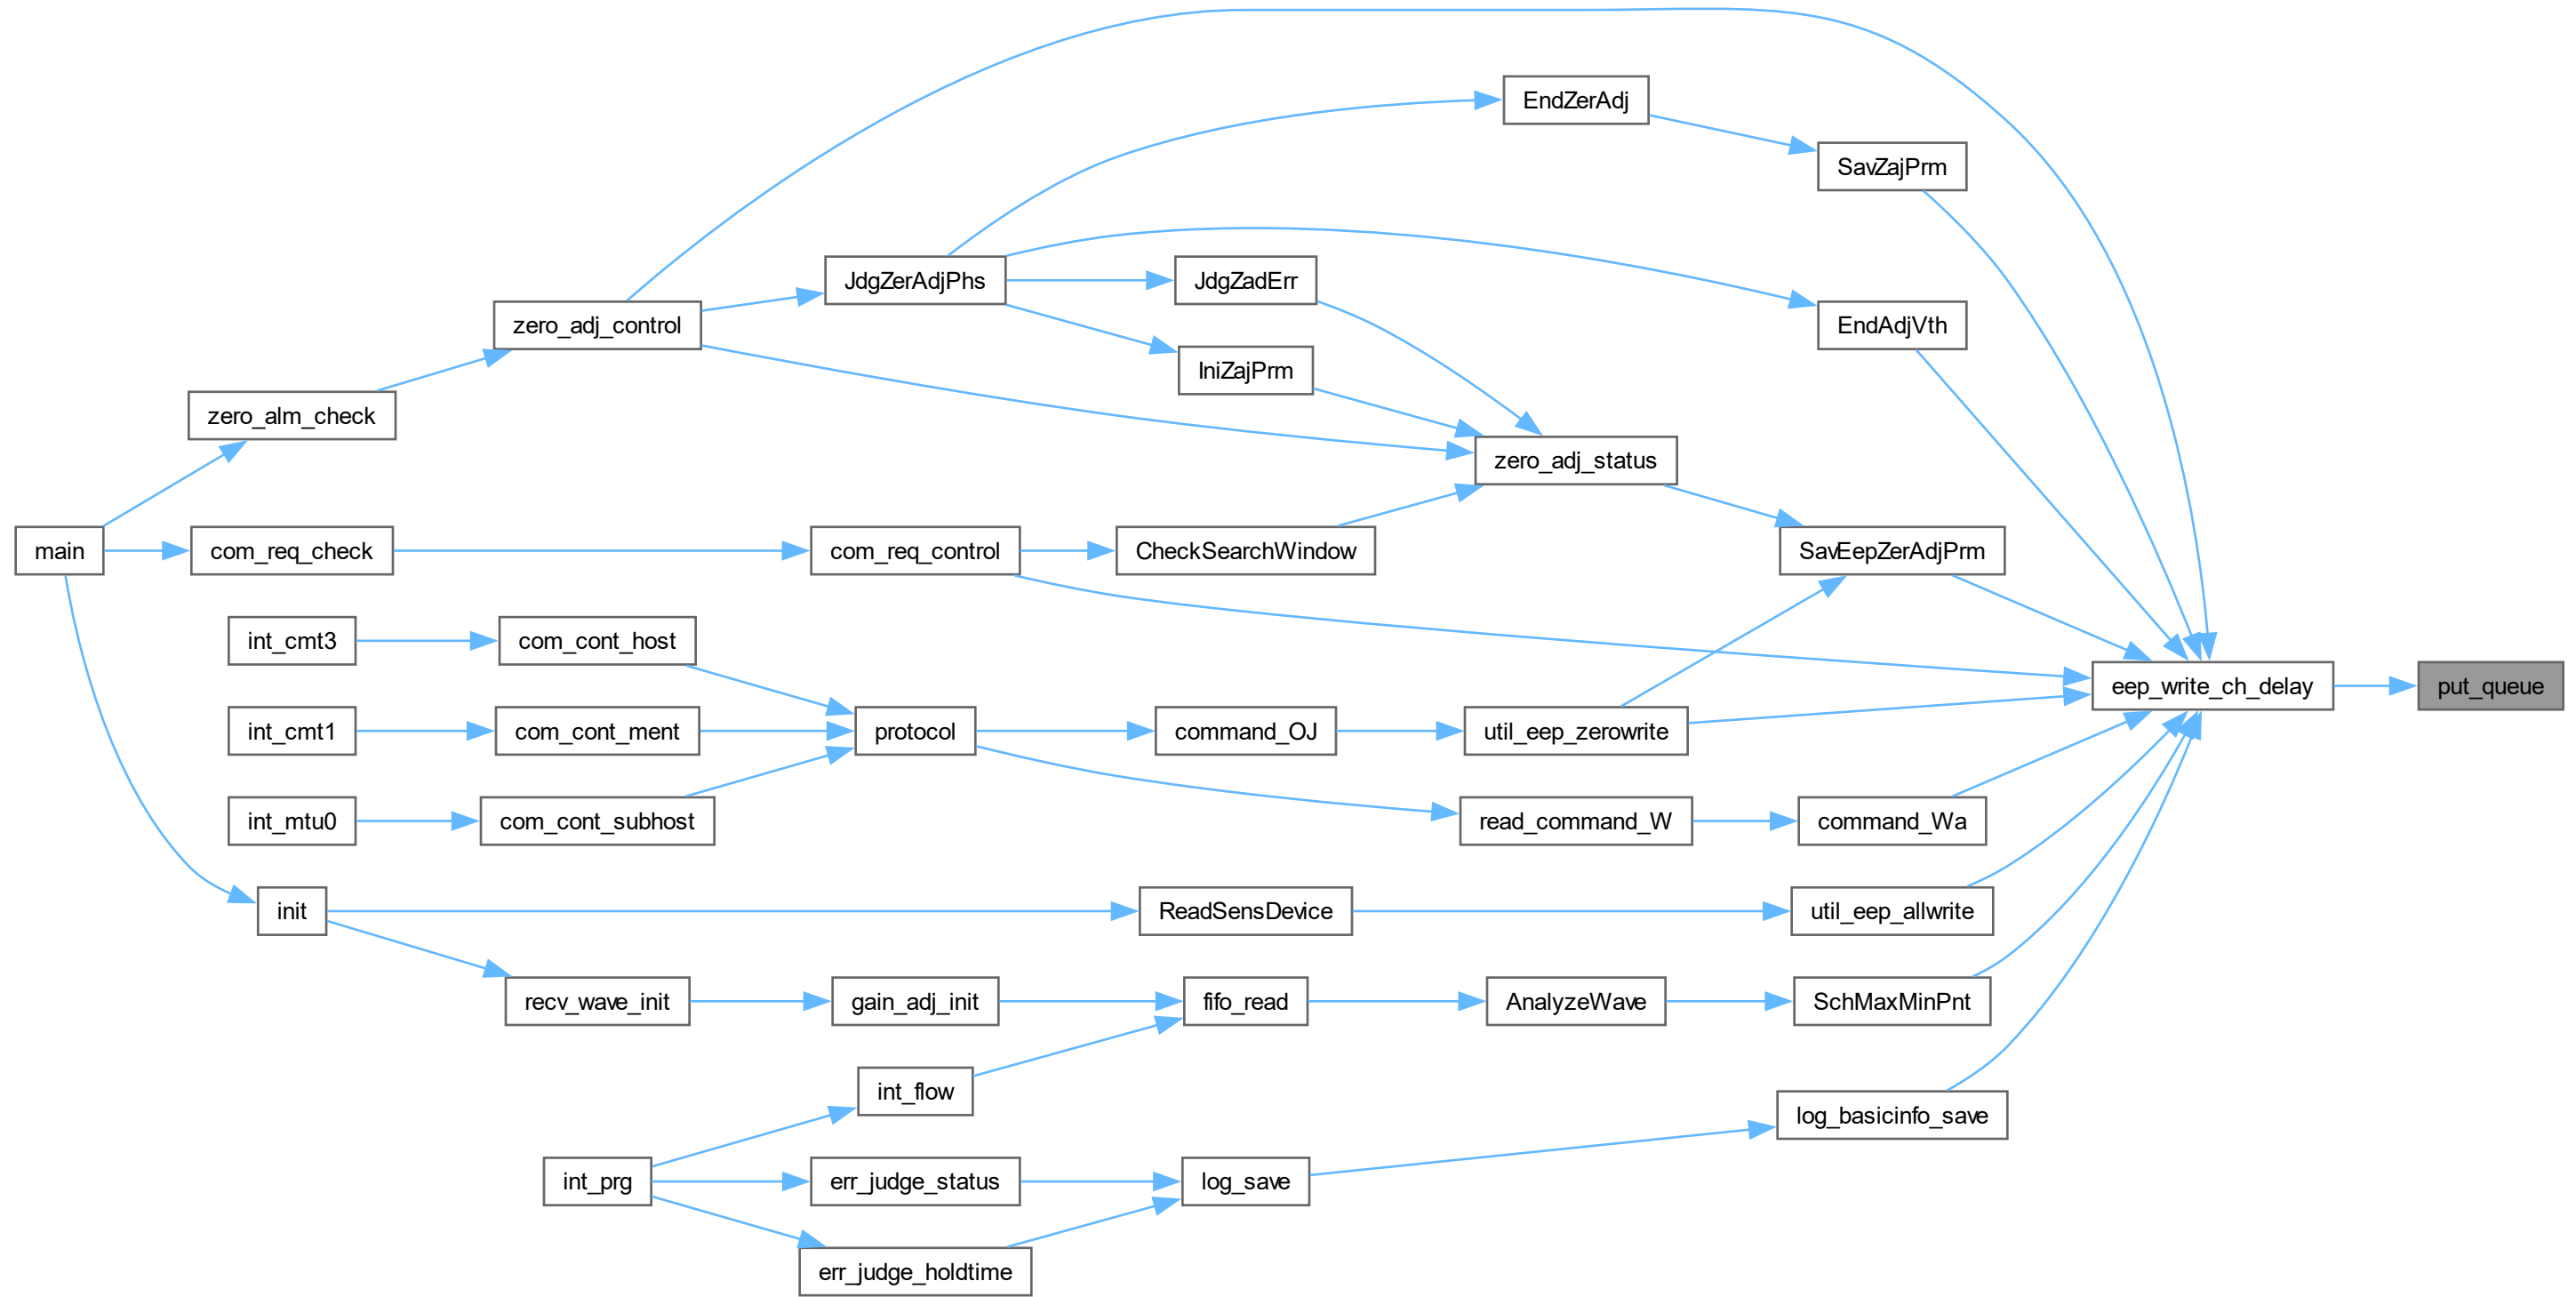 EndZerAdj
SavZajPrm
JdgZerAdjPhs
JdgZadErr
zero_adj_control
EndAdjVth
IniZajPrm
zero_alm_check
zero_adj_status
main
com_req_check
com_req_control
CheckSearchWindow
SavEepZerAdjPrm
int_cmt3
com_cont_host
eep_write_ch_delay
put_queue
int_cmt1
com_cont_ment
protocol
command_OJ
util_eep_zerowrite
int_mtu0
com_cont_subhost
read_command_W
command_Wa
init
ReadSensDevice
util_eep_allwrite
recv_wave_init
gain_adj_init
fifo_read
AnalyzeWave
SchMaxMinPnt
int_flow
log_basicinfo_save
int_prg
err_judge_status
log_save
err_judge_holdtime